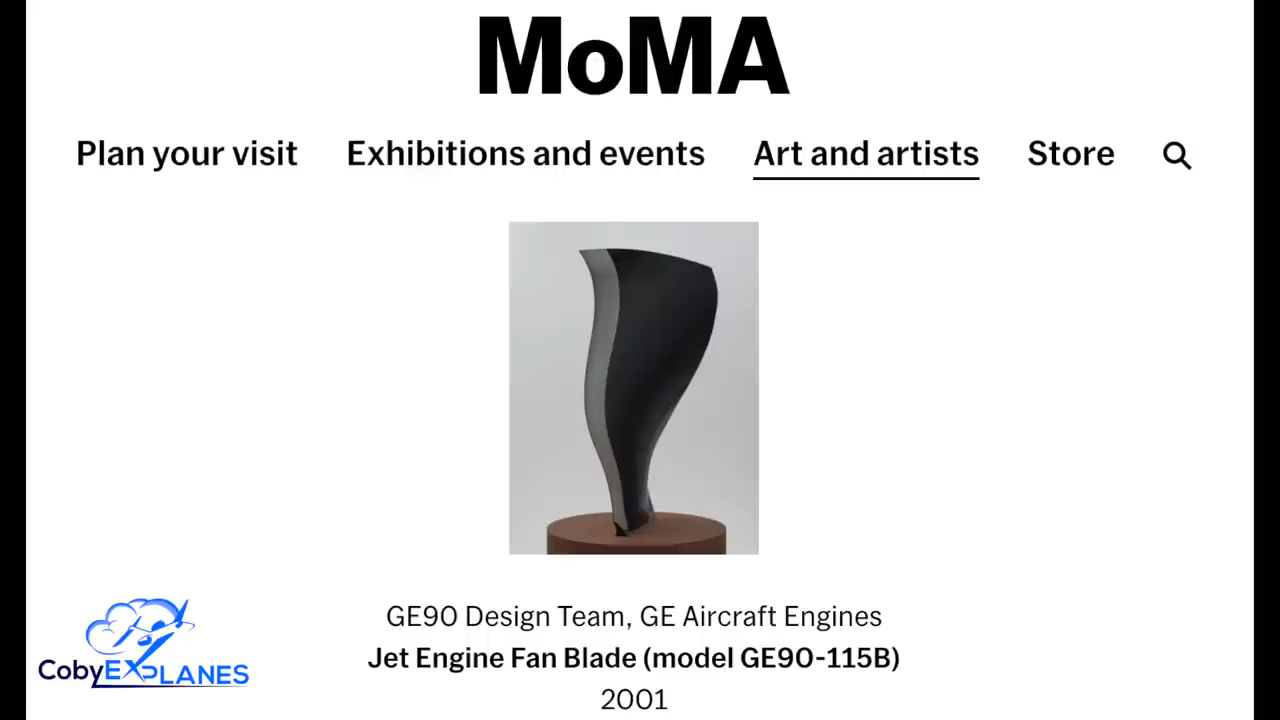 MoMA
Plan your visit Exhibitions and events Art and artists Store
GE90 Design Team, GE Aircraft Engines
Jet Engine Fan Blade (model GE90-115B)
2001
CobyEXPLANES